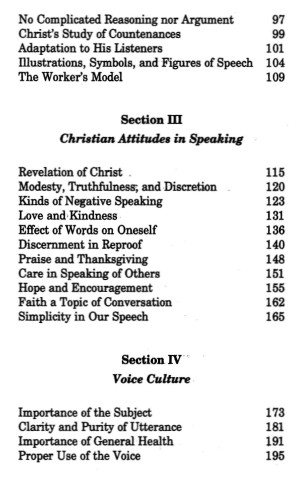 No Complicated Reasoning nor Argument 97
Christ's Study of Countenances 99
Adaptation to His Listeners 101
Illustrations, Symbols, and Figures of Speech 104
The Worker's Model 109
Section III
Christian Attitudes in Speaking
Revelation of Christ 115
Modesty, Truthfulness, and Discretion 120
Kinds of Negative Speaking 123
Love and Kindness 131
Effect of Words on Oneself 136
Discernment in Reproof 140
Praise and Thanksgiving 148
Care in Speaking of Others 151
Hope and Encouragement 155
Faith a Topic of Conversation 162
Simplicity in Our Speech 165
Section IV
Voice Culture
Importance of the Subject 173
Clarity and Purity of Utterance 181
Importance of General Health 191
Proper Use of the Voice 195